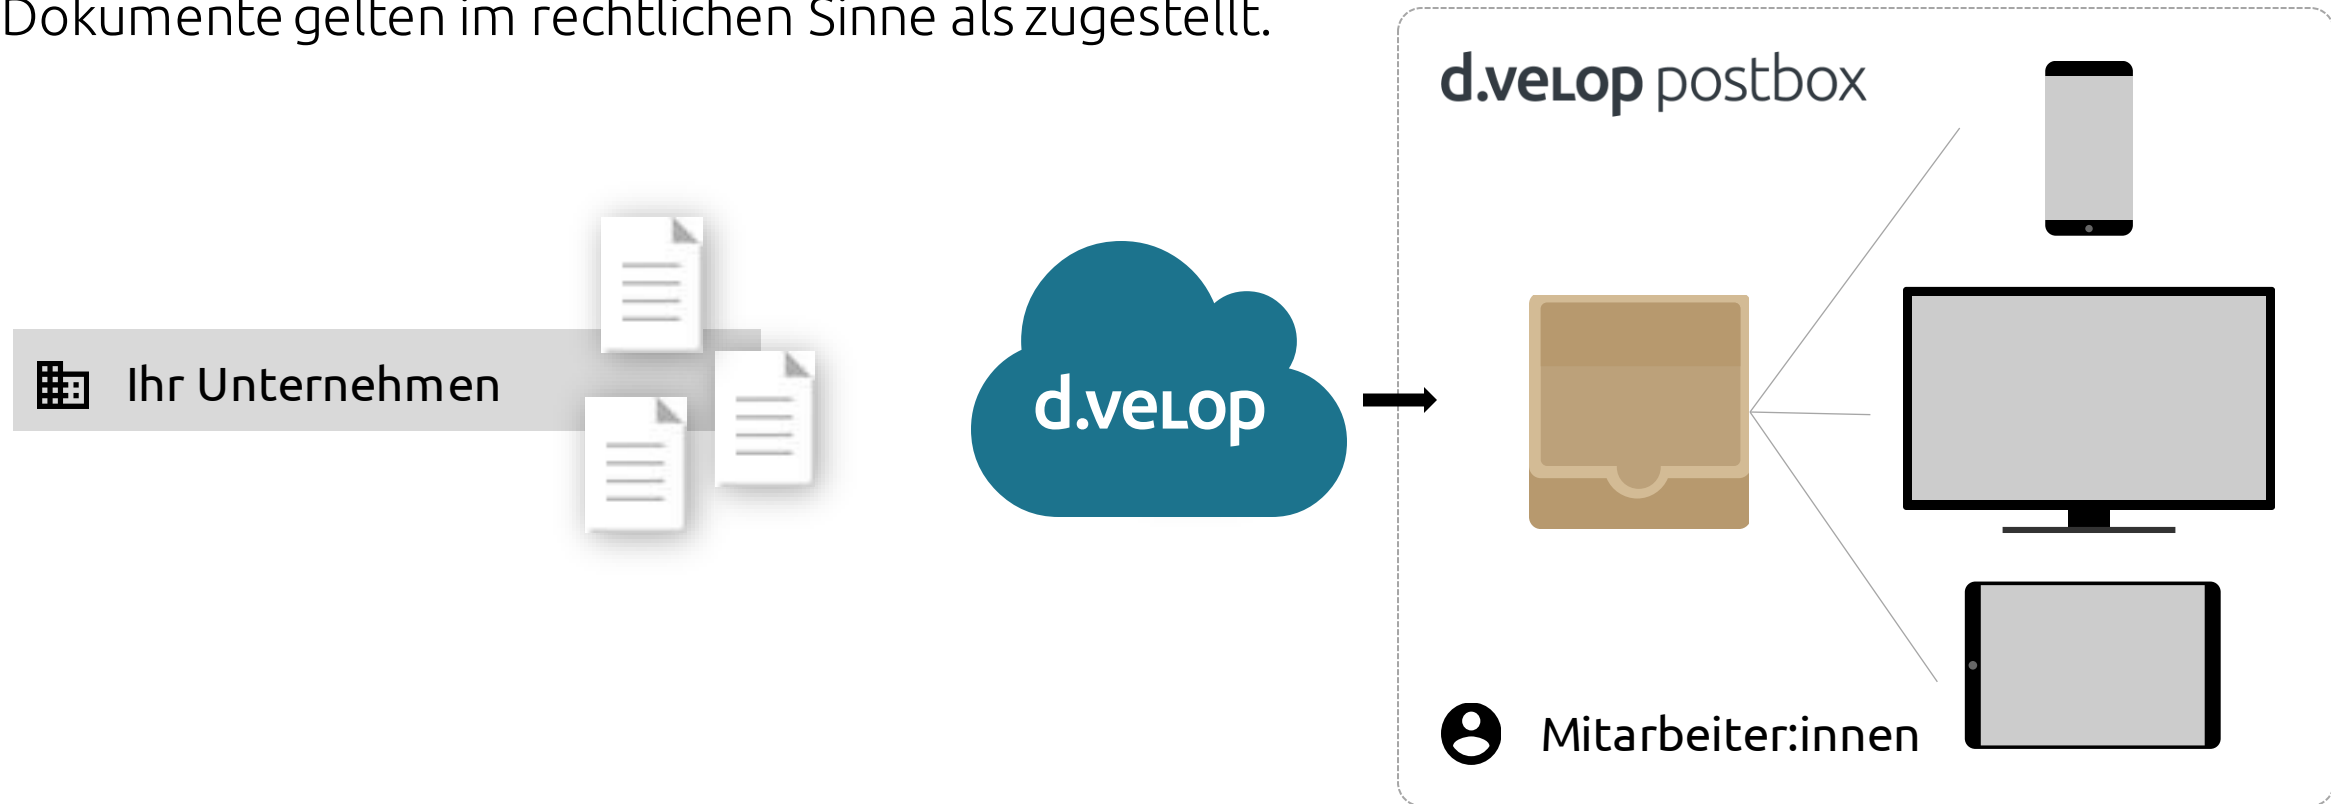 Dokumente gelten im rechtlichen Sinne als zugestellt.
d.velop postbox
Ihr Unternehmen
d.velop
Mitarbeiter:innen